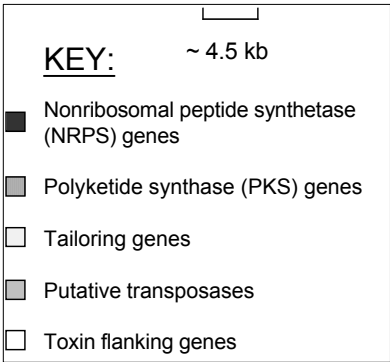 KEY: ~ 4.5 kb
Nonribosomal peptide synthetase
(NRPS) genes
Polyketide synthase (PKS) genes
Tailoring genes
Putative transposases
Toxin flanking genes